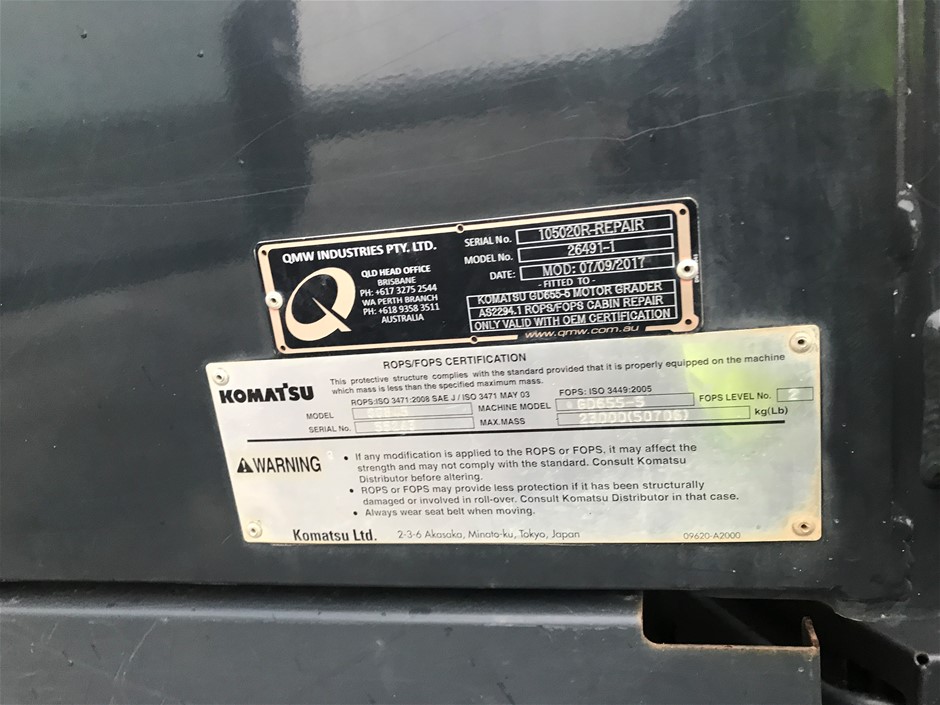 QMW INDUSTRIES PTY. LTD.
QLD HEAD OFFICE
BRISBANE
PH: +617 3275 2544
WA PERTH BRANCH
PH: +618 9358 3511
AUSTRALIA
SERIAL No. 105020R-REPAIR
MODEL No. 26491-1
DATE: MOD: 07/09/2017
- FITTED TO -
KOMATSU GD655-5 MOTOR GRADER
AS2294.1 ROPS/FOPS CABIN REPAIR
ONLY VALID WITH OEM CERTIFICATION
www.qmw.com.au
KOMATSU
ROPS/FOPS CERTIFICATION
This protective structure complies with the standard provided that it is properly equipped on the machine
which mass is less than the specified maximum mass.
ROPS:ISO 3471:2008 SAE J / ISO 3471 MAY 03 FOPS: ISO 3449:2005
MODEL MACHINE MODEL GD655-5 FOPS LEVEL No. 2
SERIAL No. MAX.MASS kg(Lb)
WARNING
• If any modification is applied to the ROPS or FOPS, it may affect the
strength and may not comply with the standard. Consult Komatsu
Distributor before altering.
• ROPS or FOPS may provide less protection if it has been structurally
damaged or involved in roll-over. Consult Komatsu Distributor in that case.
• Always wear seat belt when moving.
Komatsu Ltd. 2-3-6 Akasaka, Minato-ku, Tokyo, Japan 09620-A2000